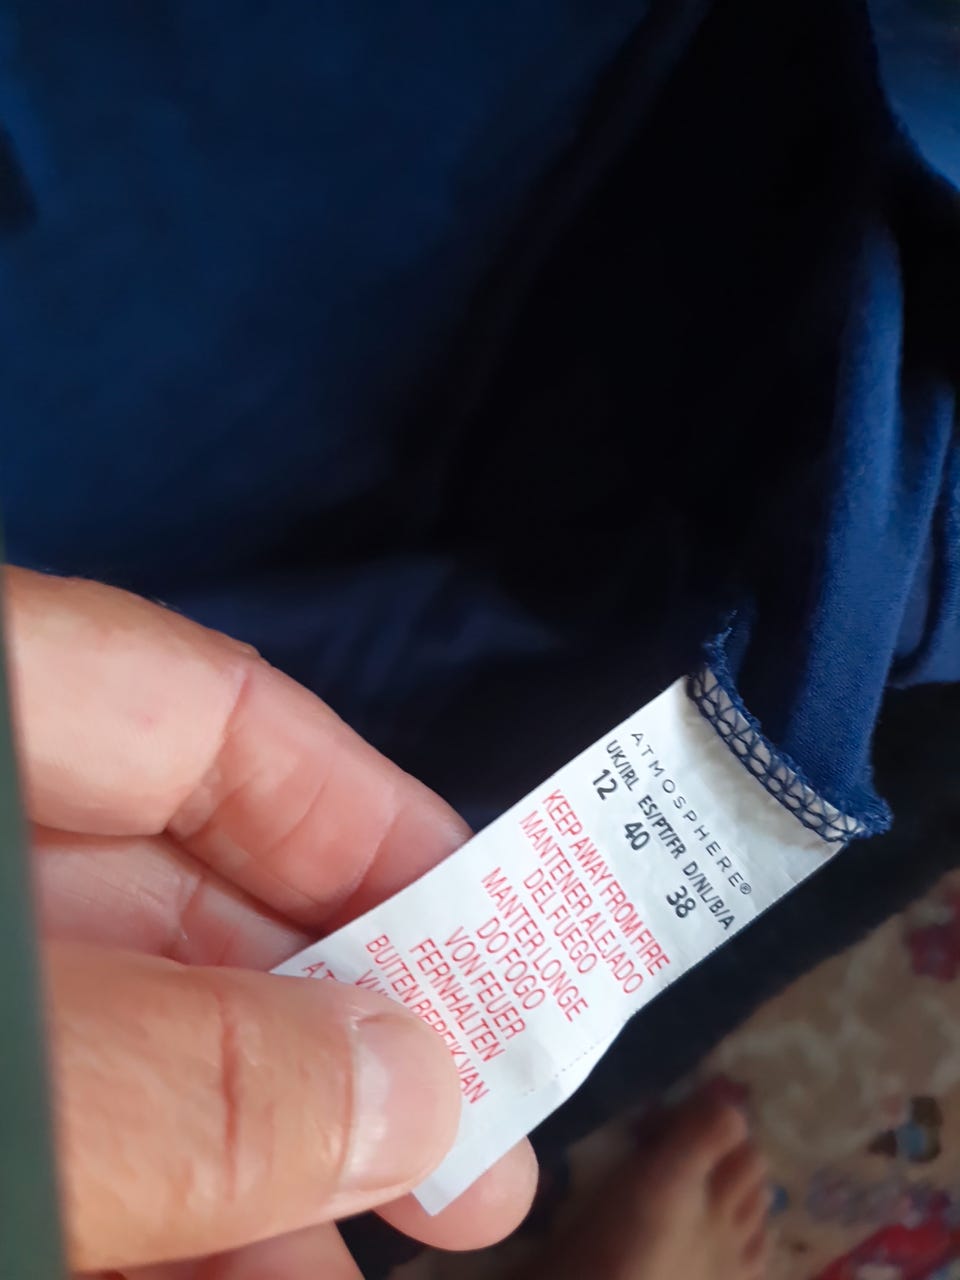 ATMOSPHERE®
UK/IRL ES/PT/FR D/NL/B/A
12 40 38
KEEP AWAY FROM FIRE
MANTENER ALEJADO
DEL FUEGO
MANTER LONGE
DO FOGO
VON FEUER
FERNHALTEN
BUITEN BEREIK VAN